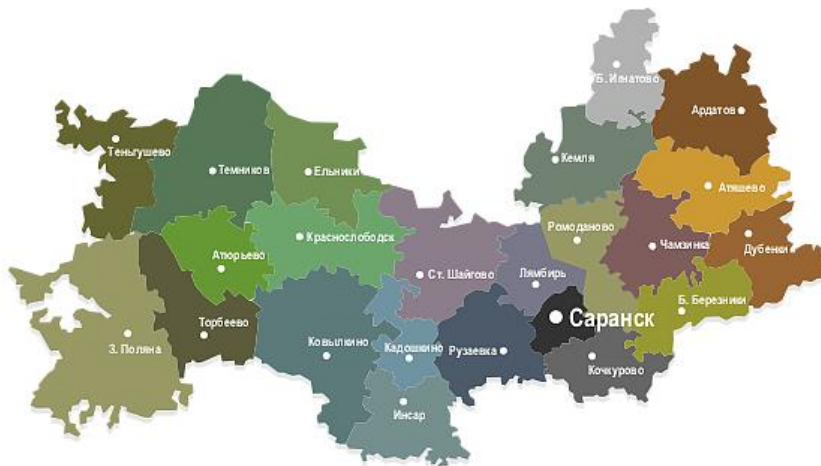 Б. Игнатово
Ардатов
Теньгушево
Кемля
Темников
Ельники
Атяшево
Ромоданово
Краснослободск
Чамзинка
Дубенки
Атюрьево
Ст. Шайгово
Лямбирь
Б. Березники
Саранск
Торбеево
З. Поляна
Ковылкино
Кадошкино
Рузаевка
Кочкурово
Инсар